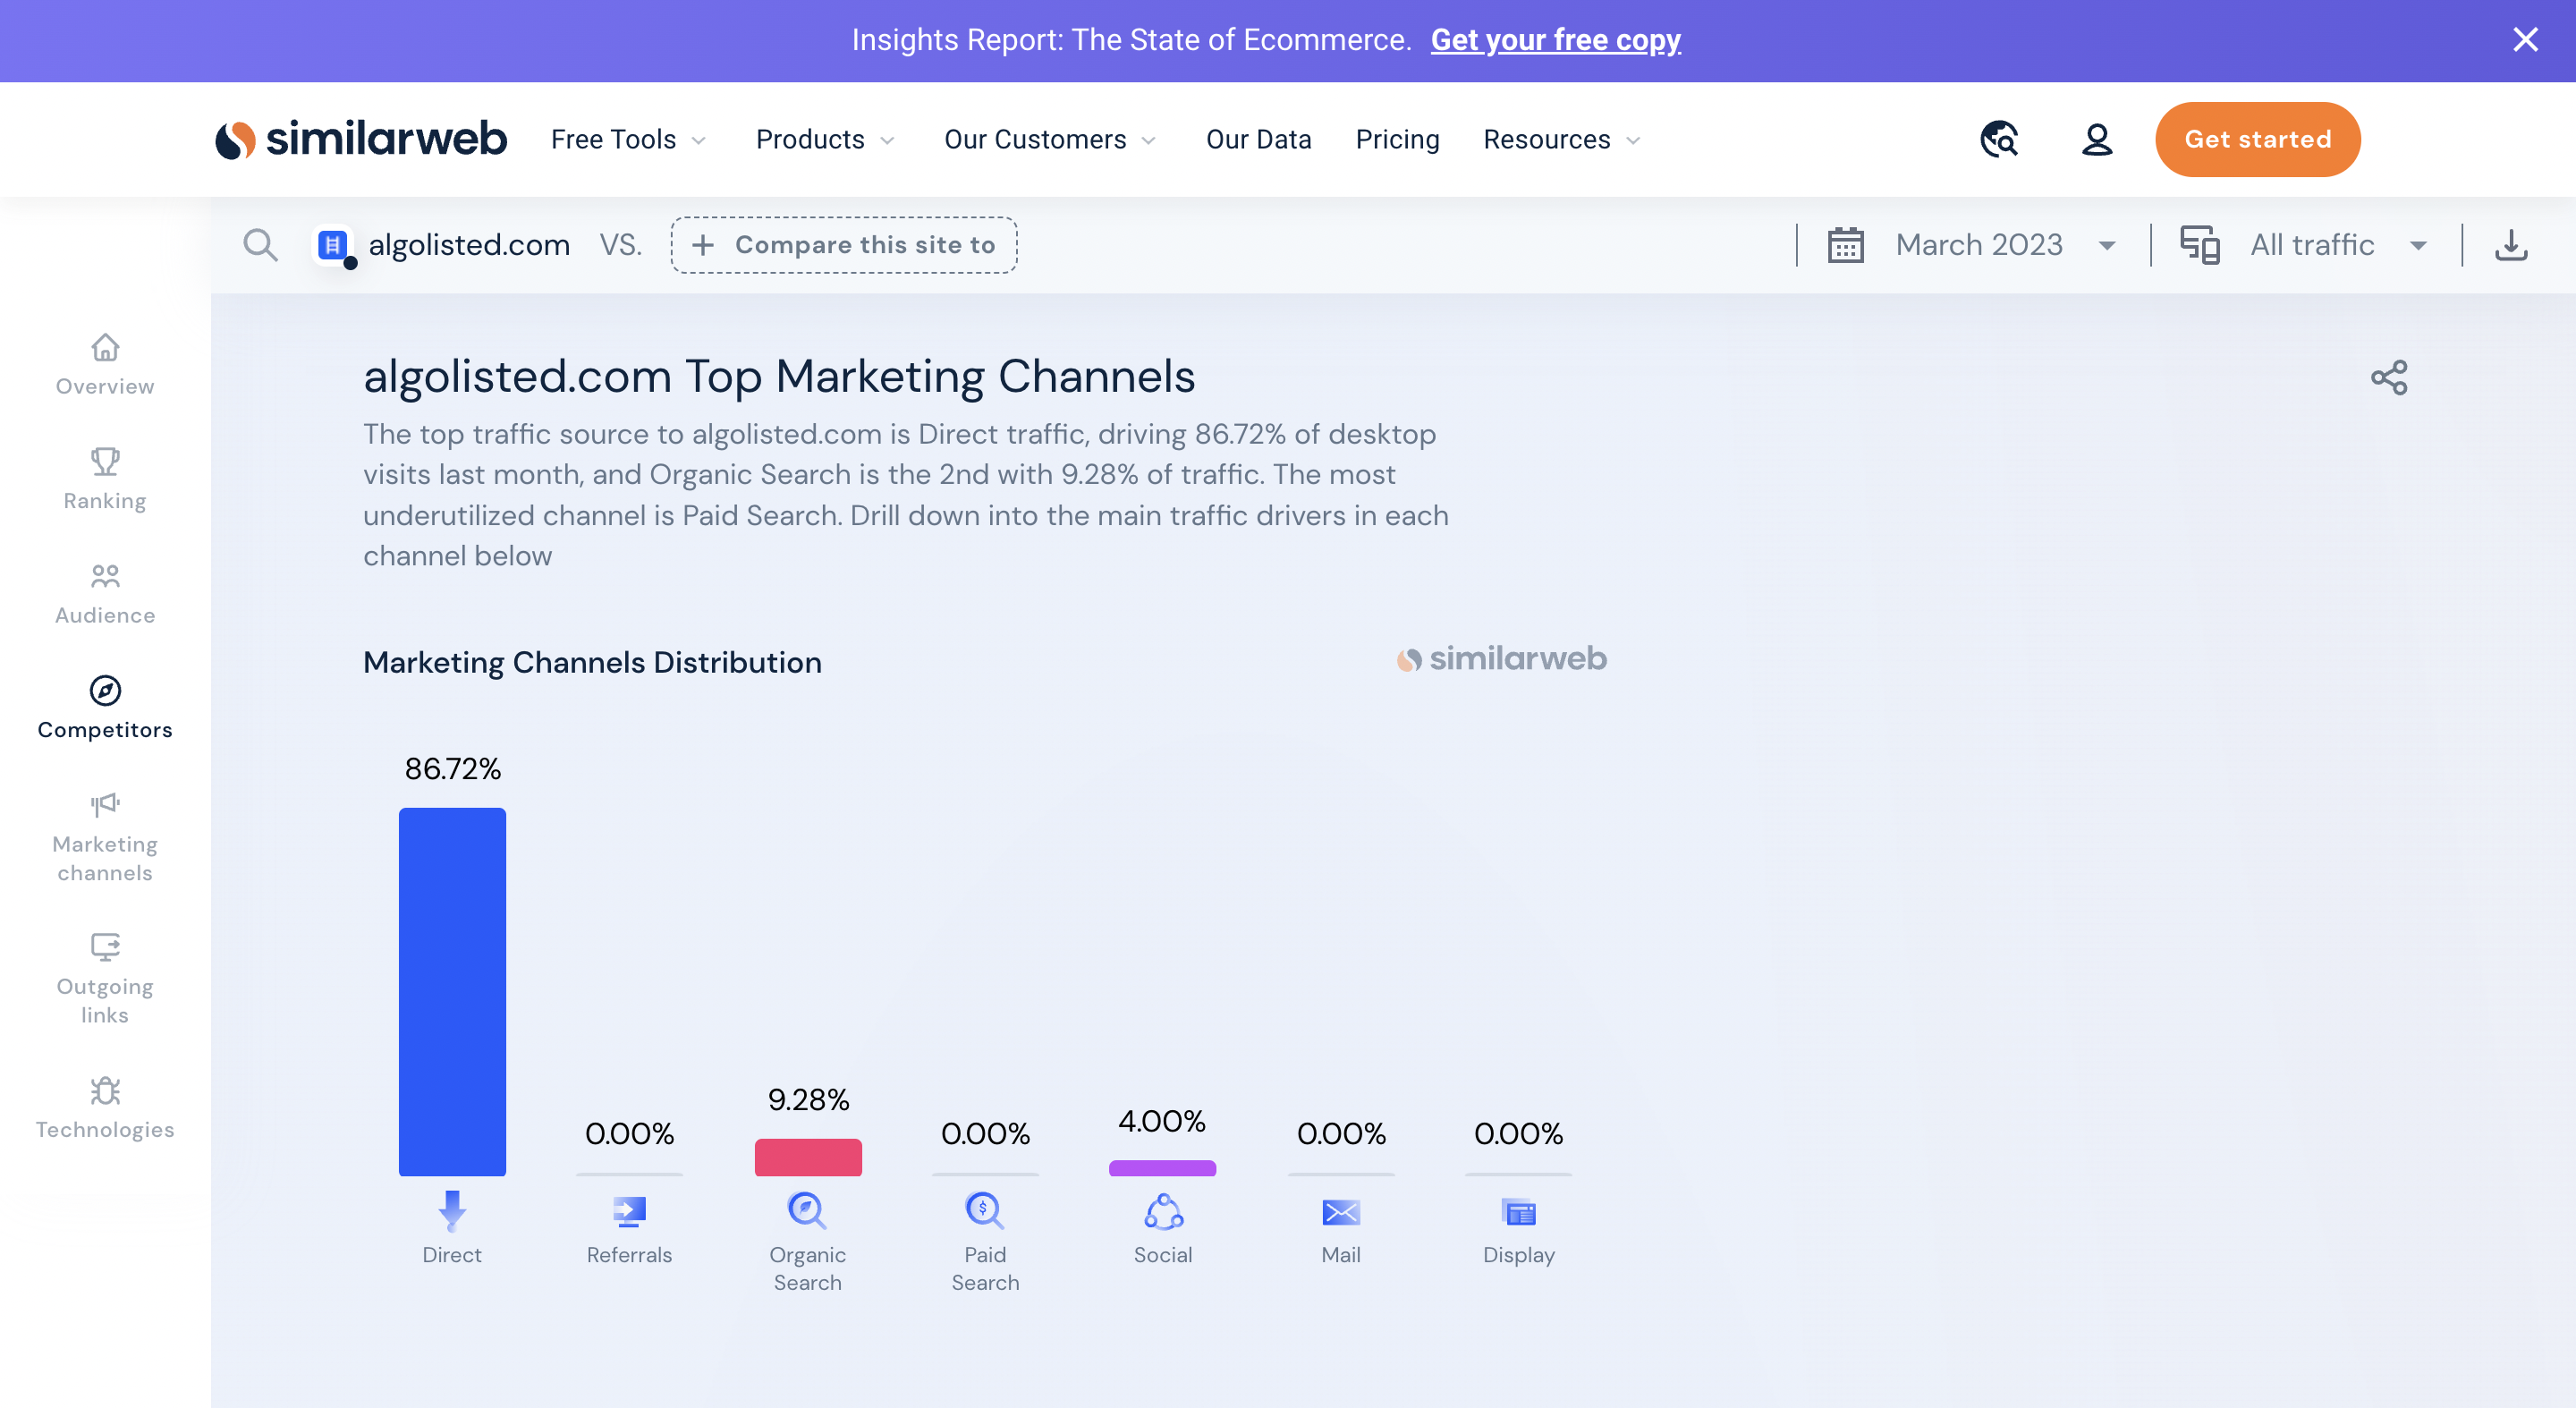 Insights Report: The State of Ecommerce. Get your free copy
similarweb Free Tools Products Our Customers Our Data Pricing Resources Get started
algolisted.com VS. + Compare this site to March 2023 All traffic
Overview
Ranking
Audience
Competitors
Marketing
channels
Outgoing
links
Technologies
algolisted.com Top Marketing Channels
The top traffic source to algolisted.com is Direct traffic, driving 86.72% of desktop
visits last month, and Organic Search is the 2nd with 9.28% of traffic. The most
underutilized channel is Paid Search. Drill down into the main traffic drivers in each
channel below
Marketing Channels Distribution
similarweb
86.72%
0.00%
9.28%
0.00%
4.00%
0.00%
0.00%
Direct
Referrals
Organic
Search
Paid
Search
Social
Mail
Display